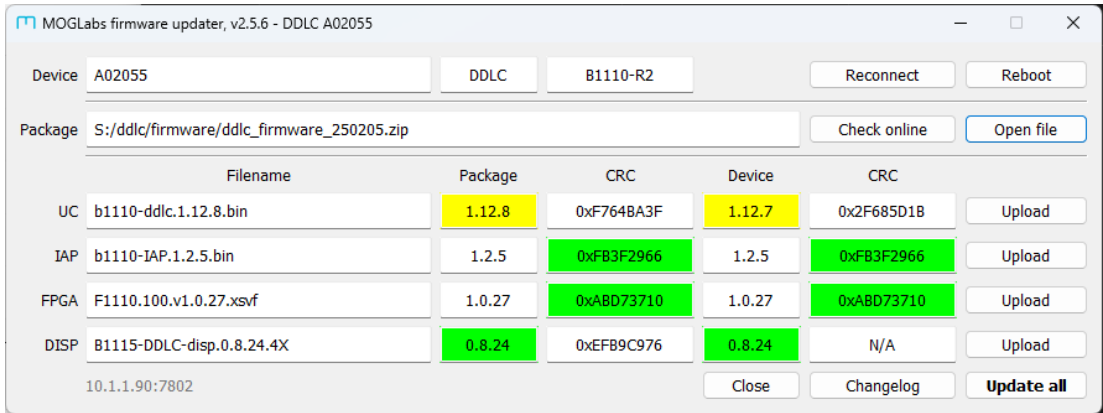 MOGLabs firmware updater, v2.5.6 - DDLC A02055
Device A02055 DDLC B1110-R2 Reconnect Reboot
Package S:/ddlc/firmware/ddlc_firmware_250205.zip Check online Open file
Filename Package CRC Device CRC
UC b1110-ddlc.1.12.8.bin 1.12.8 0xF764BA3F 1.12.7 0x2F685D1B Upload
IAP b1110-IAP.1.2.5.bin 1.2.5 0xFB3F2966 1.2.5 0xFB3F2966 Upload
FPGA F1110.100.v1.0.27.xsvf 1.0.27 0xABD73710 1.0.27 0xABD73710 Upload
DISP B1115-DDLC-disp.0.8.24.4X 0.8.24 0xEFB9C976 0.8.24 N/A Upload
10.1.1.90:7802 Close Changelog Update all